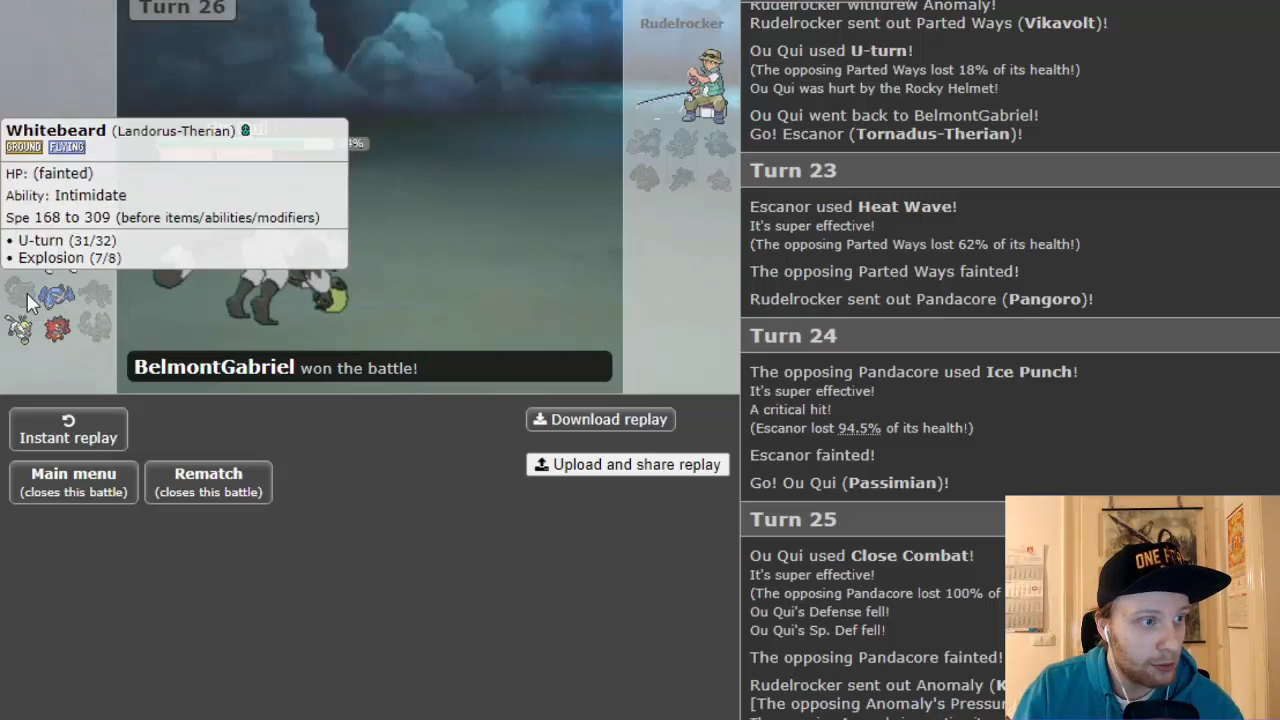 Turn 26
Whitebeard (Landorus-Therian)
GROUND FLYING
HP: (fainted)
Ability: Intimidate
Spe 168 to 309 (before items/abilities/modifiers)
• U-turn (31/32)
• Explosion (7/8)
BelmontGabriel won the battle!
Instant replay
Download replay
Upload and share replay
Main menu
(closes this battle)
Rematch
(closes this battle)
Rudelrocker
Rudelrocker withdrew Anomaly!
Rudelrocker sent out Parted Ways (Vikavolt)!
Ou Qui used U-turn!
(The opposing Parted Ways lost 18% of its health!)
Ou Qui was hurt by the Rocky Helmet!
Ou Qui went back to BelmontGabriel!
Go! Escanor (Tornadus-Therian)!
Turn 23
Escanor used Heat Wave!
It's super effective!
(The opposing Parted Ways lost 62% of its health!)
The opposing Parted Ways fainted!
Rudelrocker sent out Pandacore (Pangoro)!
Turn 24
The opposing Pandacore used Ice Punch!
It's super effective!
A critical hit!
(Escanor lost 94.5% of its health!)
Escanor fainted!
Go! Ou Qui (Passimian)!
Turn 25
Ou Qui used Close Combat!
It's super effective!
(The opposing Pandacore lost 100% of
Ou Qui's Defense fell!
Ou Qui's Sp. Def fell!
The opposing Pandacore fainted!
Rudelrocker sent out Anomaly (K
[The opposing Anomaly's Pressur